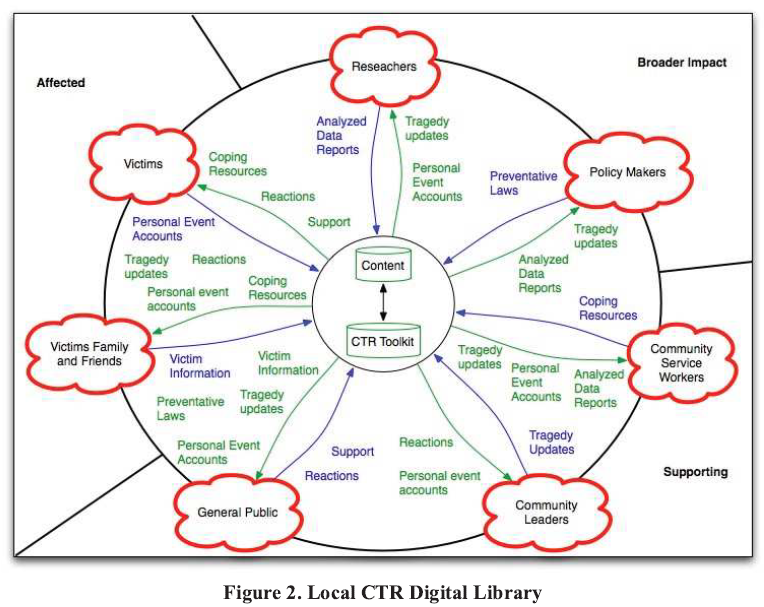 Reseachers
Affected
Broader Impact
Analyzed
Data
Reports
Tragedy
updates
Personal
Event
Accounts
Victims
Coping
Resources
Reactions
Support
Policy Makers
Preventative
Laws
Tragedy
updates
Analyzed
Data
Reports
Personal Event
Accounts
Content
CTR Toolkit
Tragedy
updates
Reactions
Personal event
accounts
Coping
Resources
Victims Family
and Friends
Victim
Information
Coping
Resources
Community
Service
Workers
Tragedy
updates
Personal
Event
Accounts
Analyzed
Data
Reports
Preventative
Laws
Victim
Information
Tragedy
updates
Personal Event
Accounts
Support
Reactions
General Public
Reactions
Personal event
accounts
Tragedy
Updates
Community
Leaders
Supporting
Figure 2. Local CTR Digital Library